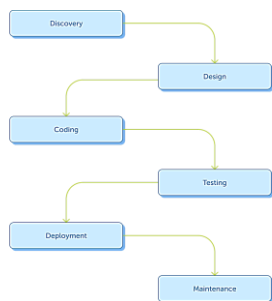 Discovery
Design
Coding
Testing
Deployment
Maintenance